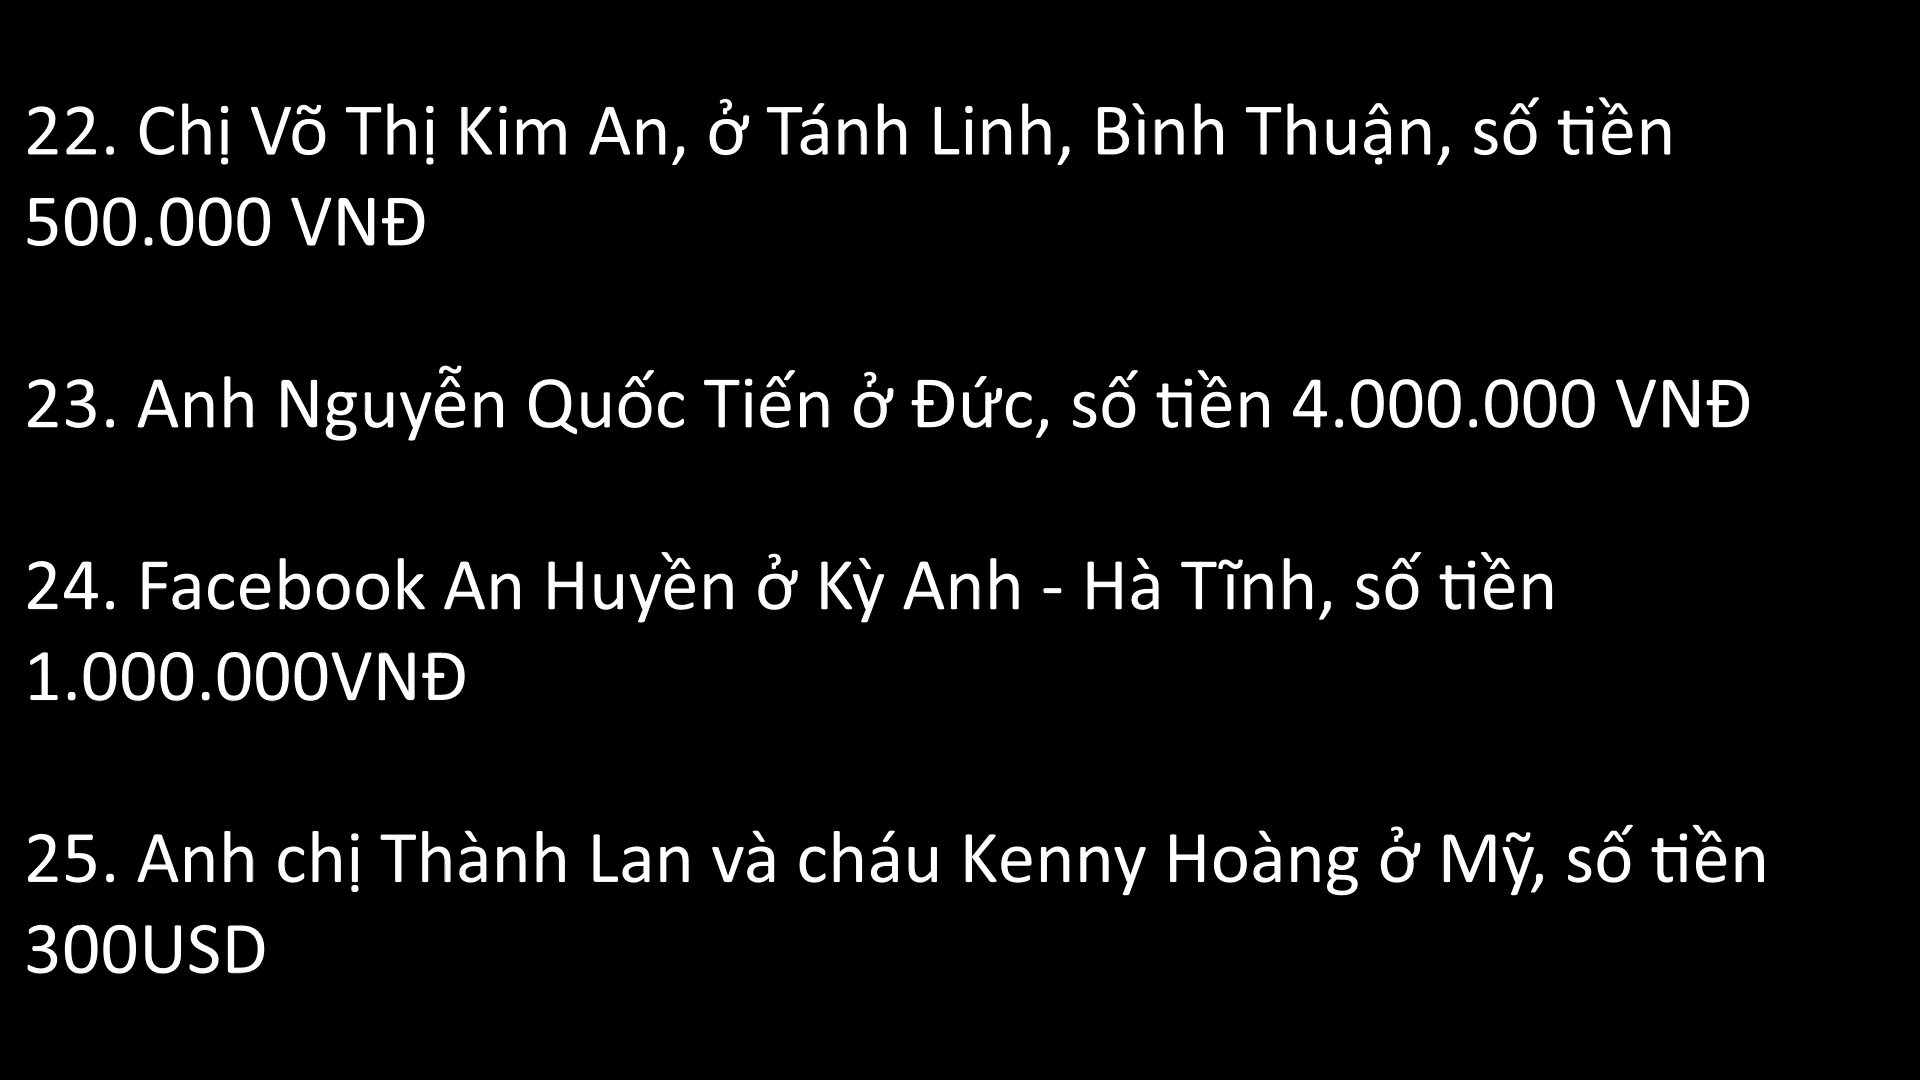 22. Chị Võ Thị Kim An, ở Tánh Linh, Bình Thuận, số tiền
500.000 VNĐ
23. Anh Nguyễn Quốc Tiến ở Đức, số tiền 4.000.000 VNĐ
24. Facebook An Huyền ở Kỳ Anh - Hà Tĩnh, số tiền
1.000.000VNĐ
25. Anh chị Thành Lan và cháu Kenny Hoàng ở Mỹ, số tiền
300USD